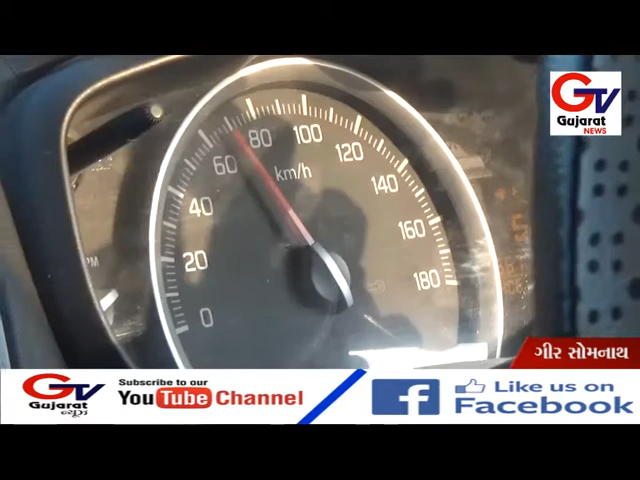 GTV
Gujarat
NEWS
80
100
60
120
km/h
140
40
160
20
180
0
PM
ગીર સોમનાથ
GTV
Gujarat
ન્યૂઝ
Subscribe to our
YouTube Channel
f
Like us on
Facebook